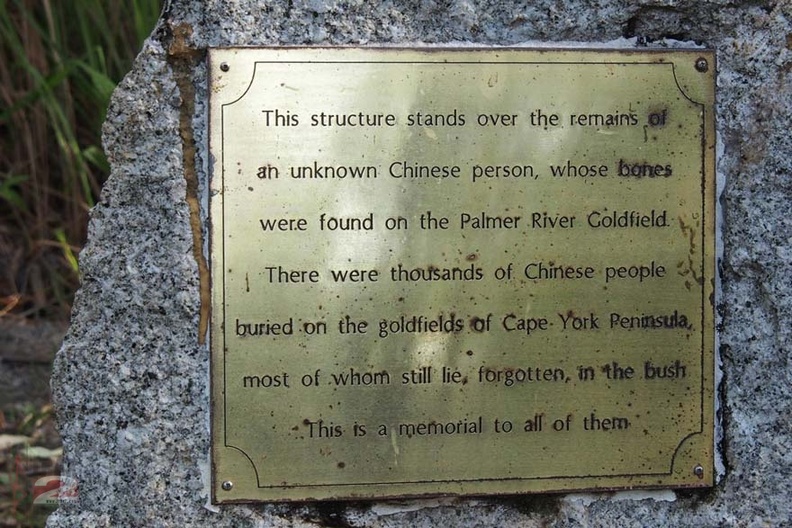 This structure stands over the remains of
an unknown Chinese person, whose bones
were found on the Palmer River Goldfield.
There were thousands of Chinese people
buried on the goldfields of Cape York Peninsula,
most of whom still lie, forgotten, in the bush
This is a memorial to all of them
2